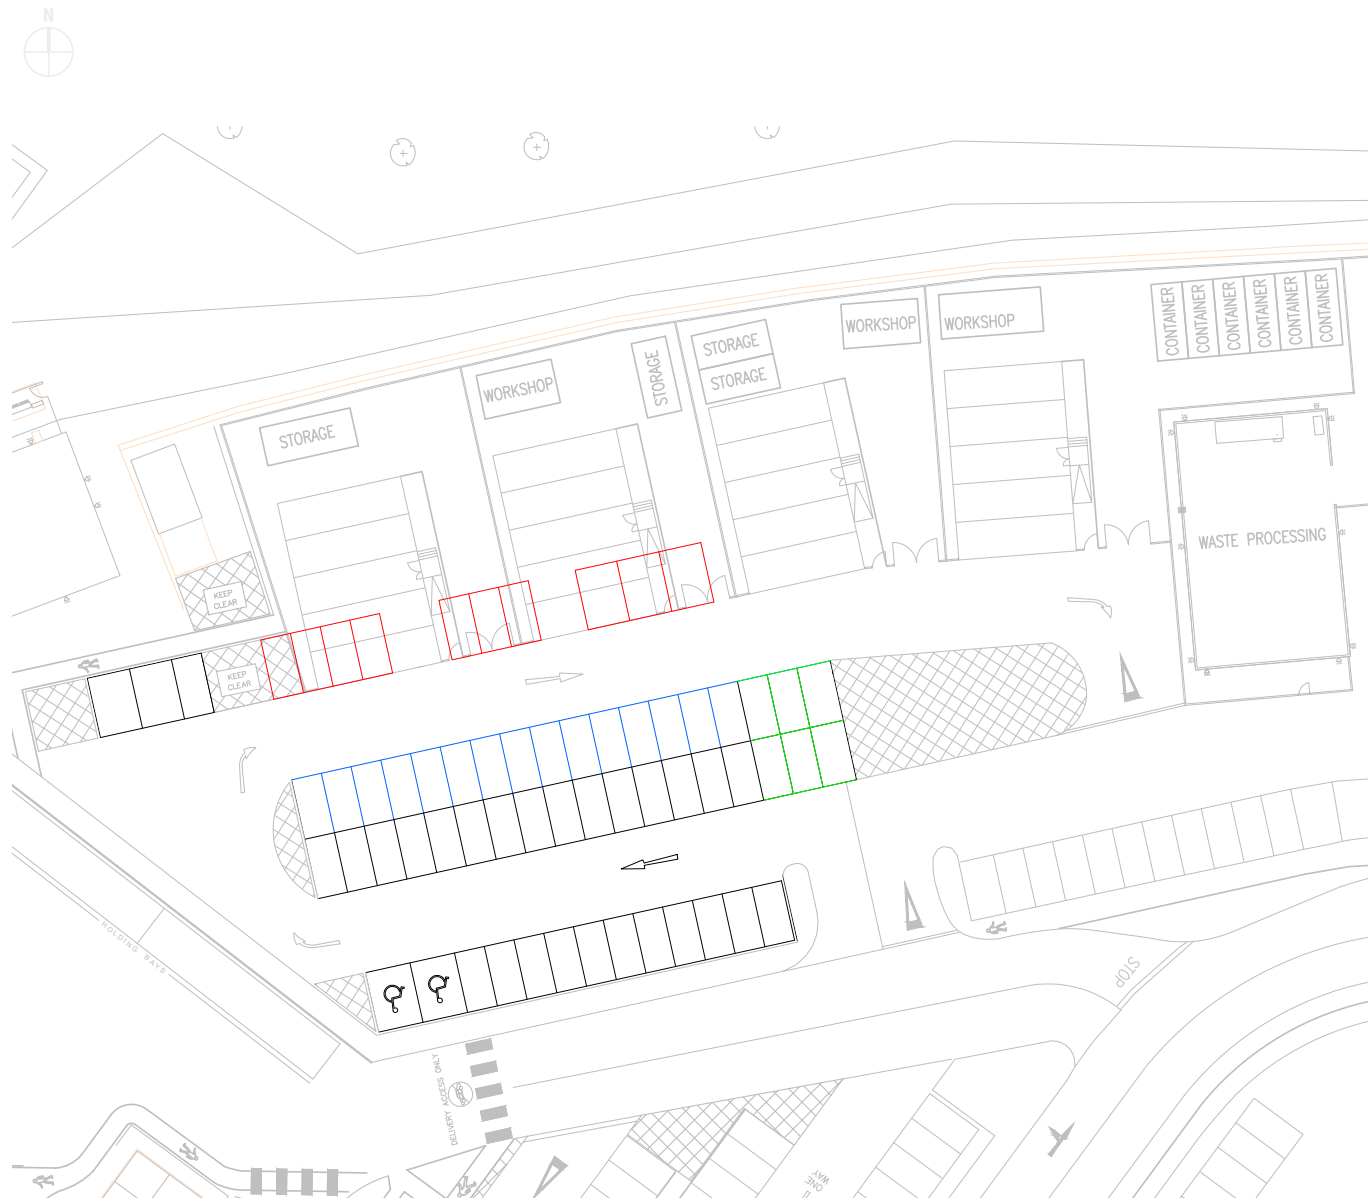 N
CONTAINER
CONTAINER
CONTAINER
CONTAINER
CONTAINER
CONTAINER
WORKSHOP
WORKSHOP
STORAGE
STORAGE
STORAGE
WORKSHOP
STORAGE
WASTE PROCESSING
KEEP
CLEAR
KEEP
CLEAR
HOLDING BAYS
STOP
DELIVERY ACCESS ONLY
ONE
WAY